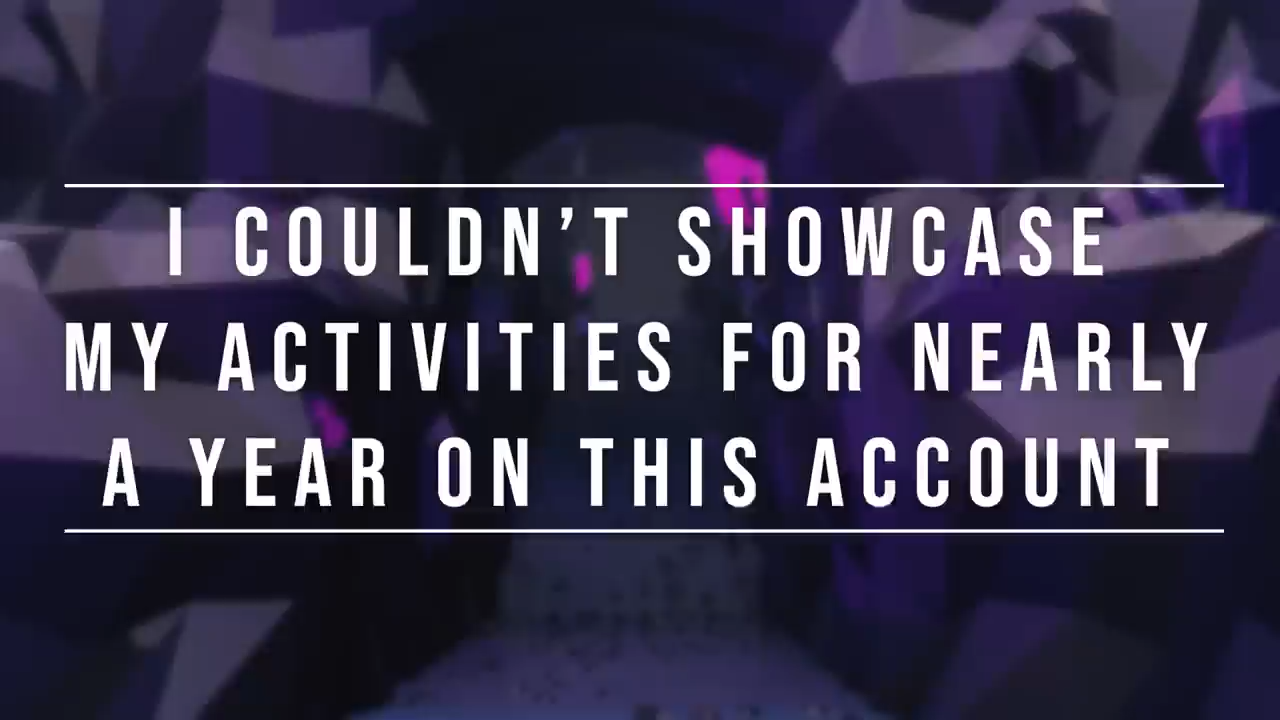 I COULDN'T SHOWCASE
MY ACTIVITIES FOR NEARLY
A YEAR ON THIS ACCOUNT